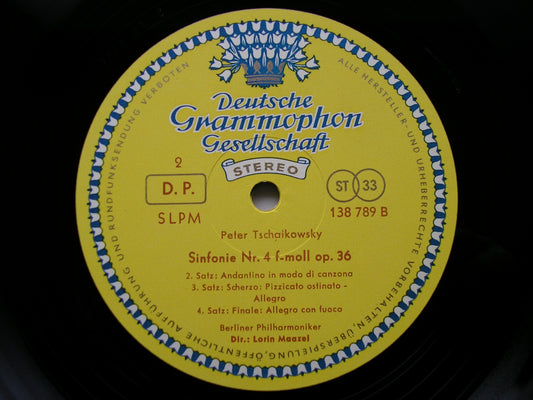 Deutsche
Grammophon
Gesellschaft
STEREO
2
D. P.
SLPM
ST 33
138 789 B
Peter Tschaikowsky
Sinfonie Nr. 4 f-moll op. 36
2. Satz: Andantino in modo di canzona
3. Satz: Scherzo: Pizzicato ostinato -
Allegro
4. Satz: Finale: Allegro con fuoco
Berliner Philharmoniker
Dir.: Lorin Maazel
ALLE HERSTELLER- UND URHEBERRECHTE VORBEHALTEN, ÜBERSPIELUNG, ÖFFENTLICHE AUFFÜHRUNG UND RUNDFUNKSENDUNG VERBOTEN